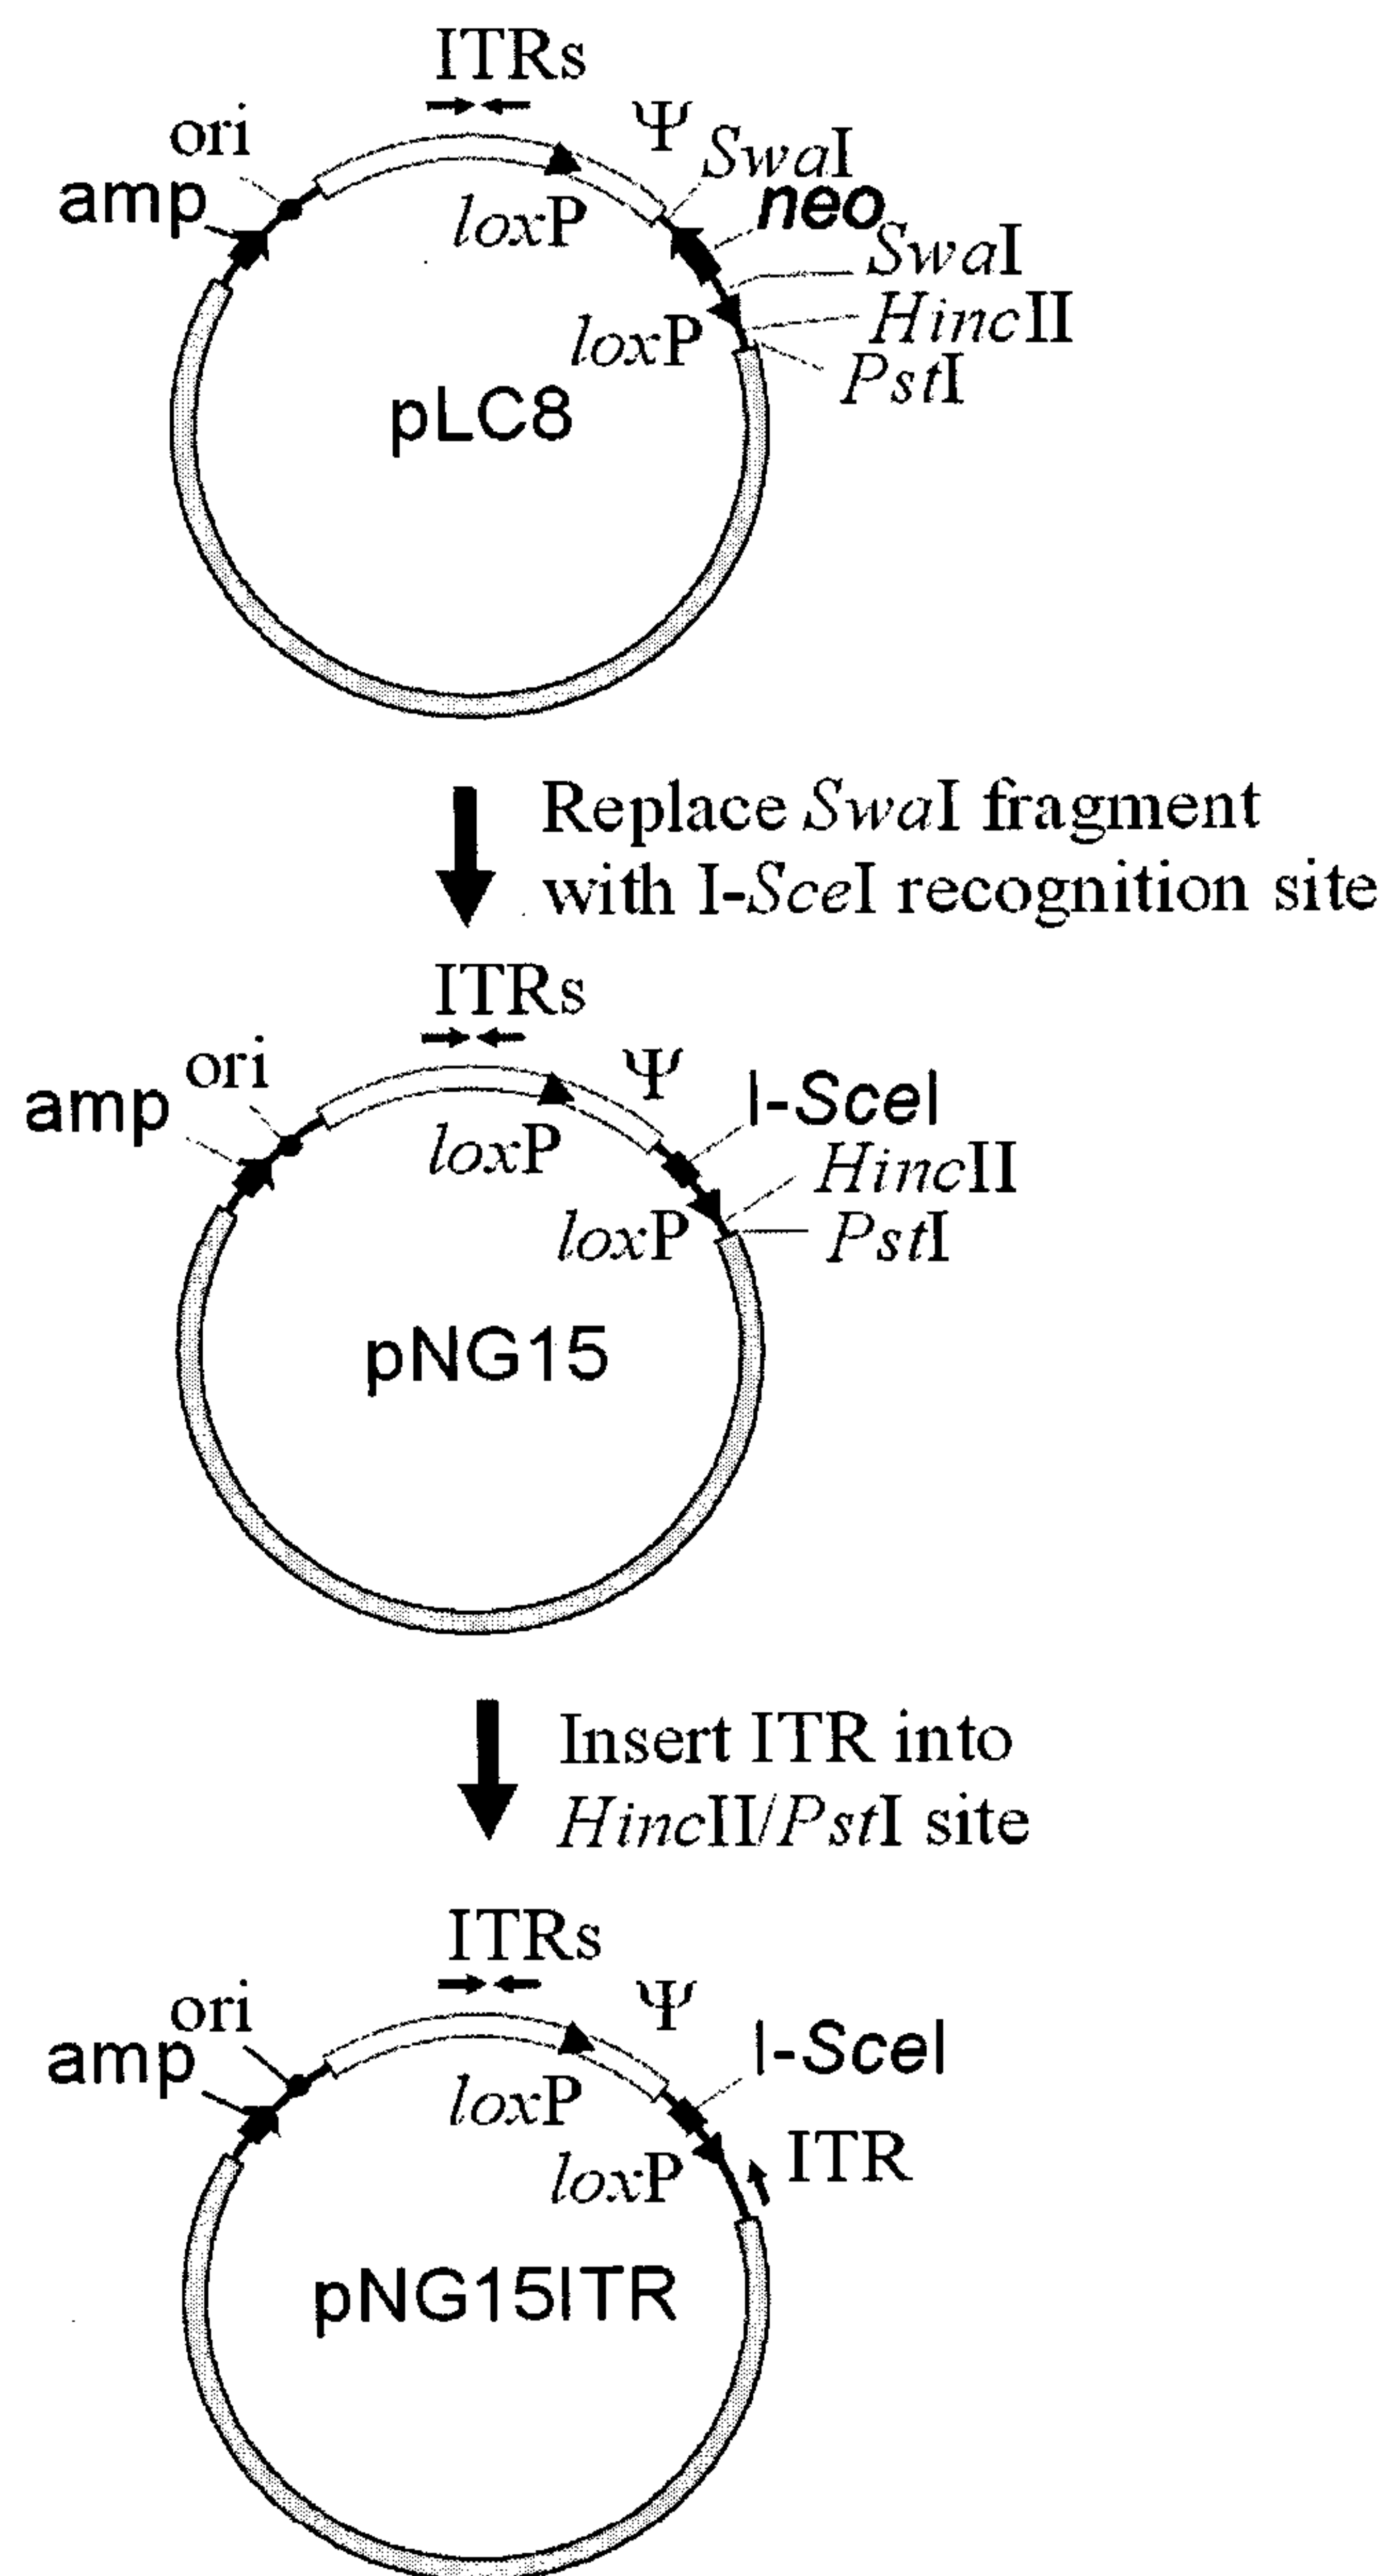 ITRs
ori
Ψ
SwaI
amp
neo
loxP
SwaI
HincII
loxP
PstI
pLC8
Replace SwaI fragment
with I-SceI recognition site
ITRs
ori
Ψ
I-SceI
amp
loxP
HincII
loxP
PstI
pNG15
Insert ITR into
HincII/PstI site
ITRs
ori
Ψ
I-SceI
amp
loxP
ITR
loxP
pNG15ITR